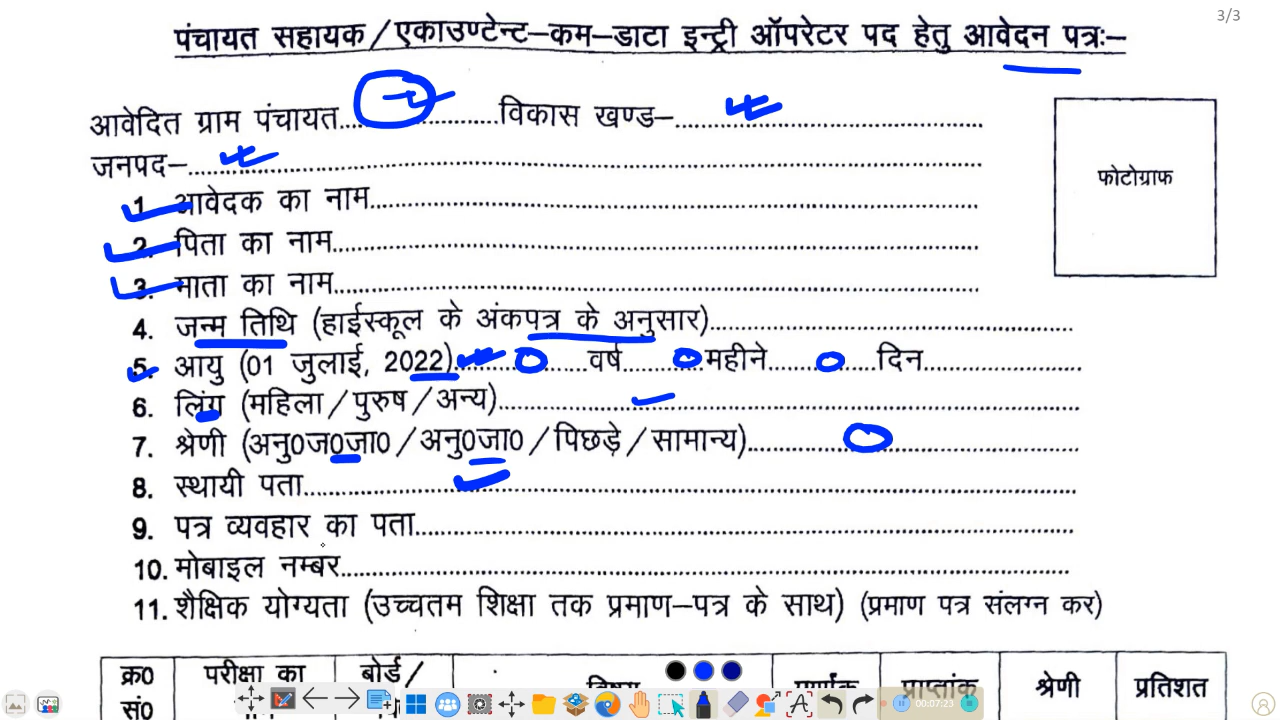 3/3
पंचायत सहायक/एकाउण्टेन्ट–कम–डाटा इन्ट्री ऑपरेटर पद हेतु आवेदन पत्रः–
आवेदित ग्राम पंचायत....................विकास खण्ड–........................................
जनपद–................................................................................
फोटोग्राफ
1. आवेदक का नाम................................................................................
2. पिता का नाम................................................................................
3. माता का नाम................................................................................
4. जन्म तिथि (हाईस्कूल के अंकपत्र के अनुसार)..................................................
5. आयु (01 जुलाई, 2022)...............वर्ष............महीने............दिन......................
6. लिंग (महिला/पुरुष/अन्य)................................................................................
7. श्रेणी (अनु0ज0जा0/अनु0जा0/पिछड़े/सामान्य)..................................................
8. स्थायी पता................................................................................
9. पत्र व्यवहार का पता................................................................................
10. मोबाइल नम्बर................................................................................
11. शैक्षिक योग्यता (उच्चतम शिक्षा तक प्रमाण–पत्र के साथ) (प्रमाण पत्र संलग्न कर)
क्र0 परीक्षा का बोर्ड/ विषय पूर्णांक प्राप्तांक श्रेणी प्रतिशत
सं0
00:07:23